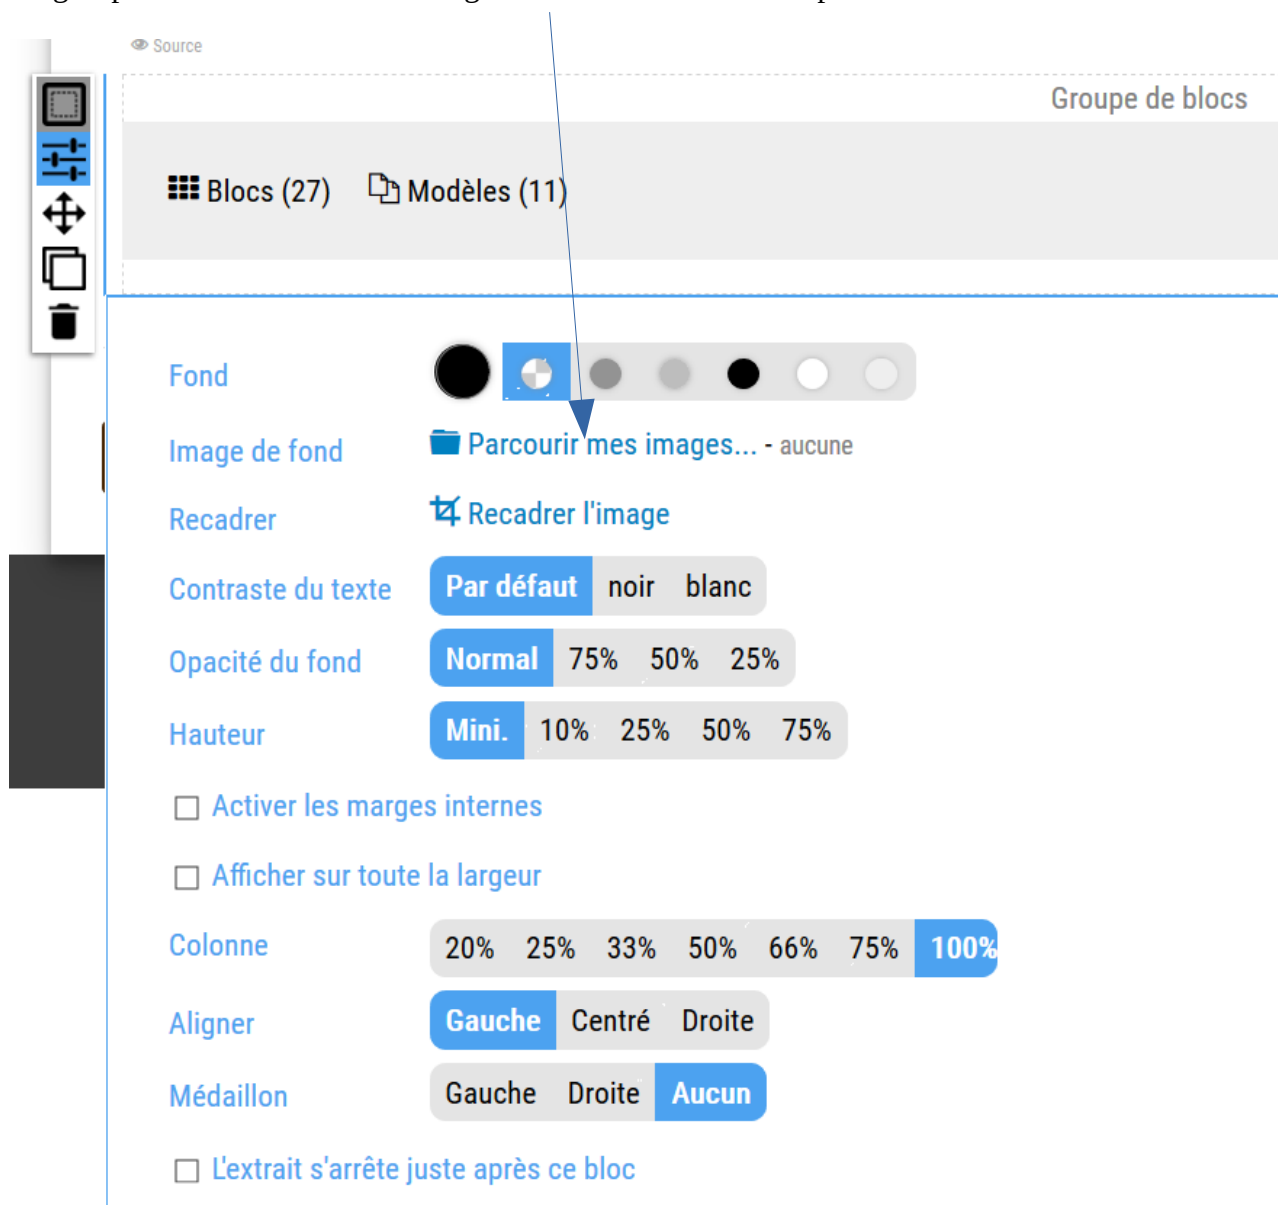 Source
Groupe de blocs
Blocs (27) Modèles (11)
Fond
Image de fond Parcourir mes images... - aucune
Recadrer Recadrer l'image
Contraste du texte Par défaut noir blanc
Opacité du fond Normal 75% 50% 25%
Hauteur Mini. 10% 25% 50% 75%
Activer les marges internes
Afficher sur toute la largeur
Colonne 20% 25% 33% 50% 66% 75% 100%
Aligner Gauche Centré Droite
Médaillon Gauche Droite Aucun
L'extrait s'arrête juste après ce bloc